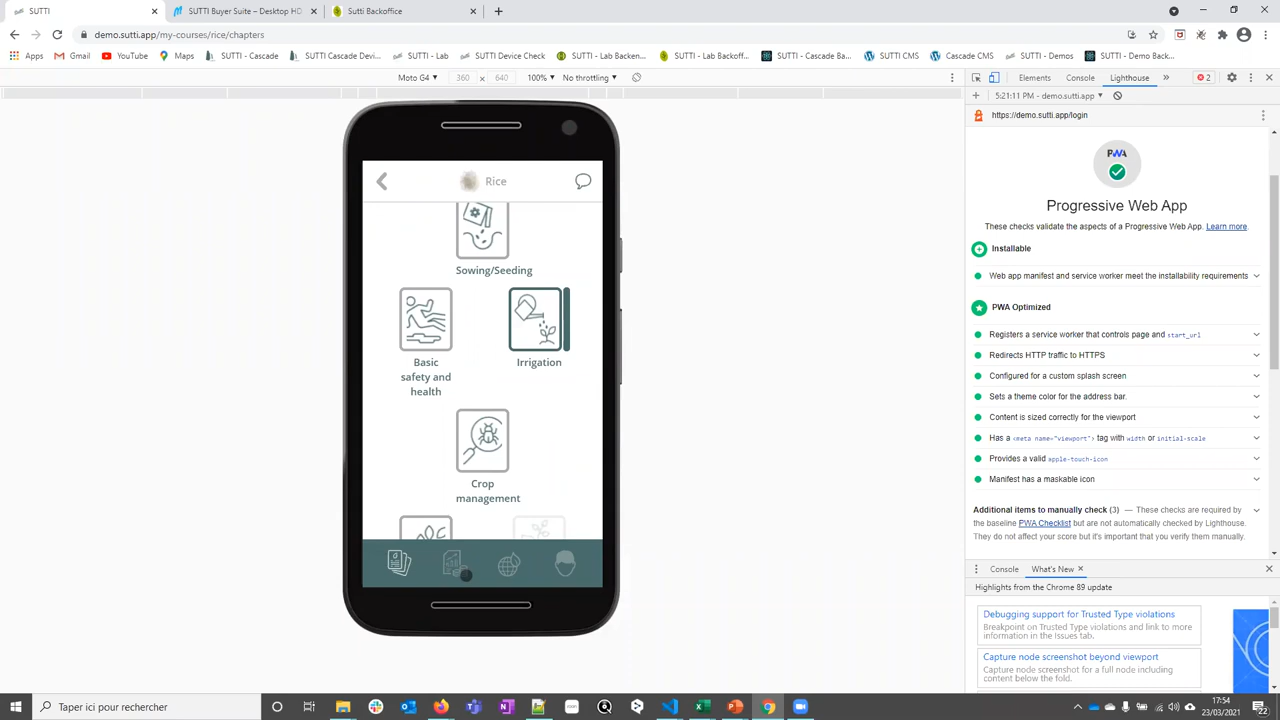 SUTTI
SUTTI Buyer Suite – Desktop HD
Sutti Backoffice
demo.sutti.app/my-courses/rice/chapters
Apps
Gmail
YouTube
Maps
SUTTI - Cascade
SUTTI Cascade Devi...
SUTTI - Lab
SUTTI Device Check
SUTTI - Lab Backen...
SUTTI - Lab Backoff...
SUTTI - Cascade Ba...
SUTTI CMS
Cascade CMS
SUTTI - Demos
SUTTI - Demo Back...
Moto G4
360 × 640
100%
No throttling
Elements
Console
Lighthouse
2
5:21:11 PM - demo.sutti.app
https://demo.sutti.app/login
PWA
Progressive Web App
These checks validate the aspects of a Progressive Web App. Learn more.
Installable
Web app manifest and service worker meet the installability requirements
PWA Optimized
Registers a service worker that controls page and start_url
Redirects HTTP traffic to HTTPS
Configured for a custom splash screen
Sets a theme color for the address bar.
Content is sized correctly for the viewport
Has a <meta name="viewport"> tag with width or initial-scale
Provides a valid apple-touch-icon
Manifest has a maskable icon
Additional items to manually check (3) — These checks are required by
the baseline PWA Checklist but are not automatically checked by Lighthouse.
They do not affect your score but it's important that you verify them manually.
Console
What's New
Highlights from the Chrome 89 update
Debugging support for Trusted Type violations
Breakpoint on Trusted Type violations and link to more
information in the Issues tab.
Capture node screenshot beyond viewport
Capture node screenshot for a full node including
content below the fold.
Rice
Sowing/Seeding
Basic
safety and
health
Irrigation
Crop
management
Taper ici pour rechercher
17:54
23/03/2021
22